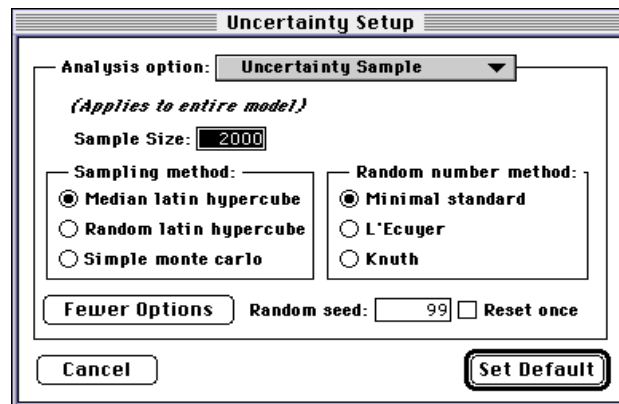 Uncertainty Setup
Analysis option: Uncertainty Sample
(Applies to entire model)
Sample Size: 2000
Sampling method:
Median latin hypercube
Random latin hypercube
Simple monte carlo
Random number method:
Minimal standard
L'Ecuyer
Knuth
Fewer Options Random seed: 99 Reset once
Cancel Set Default